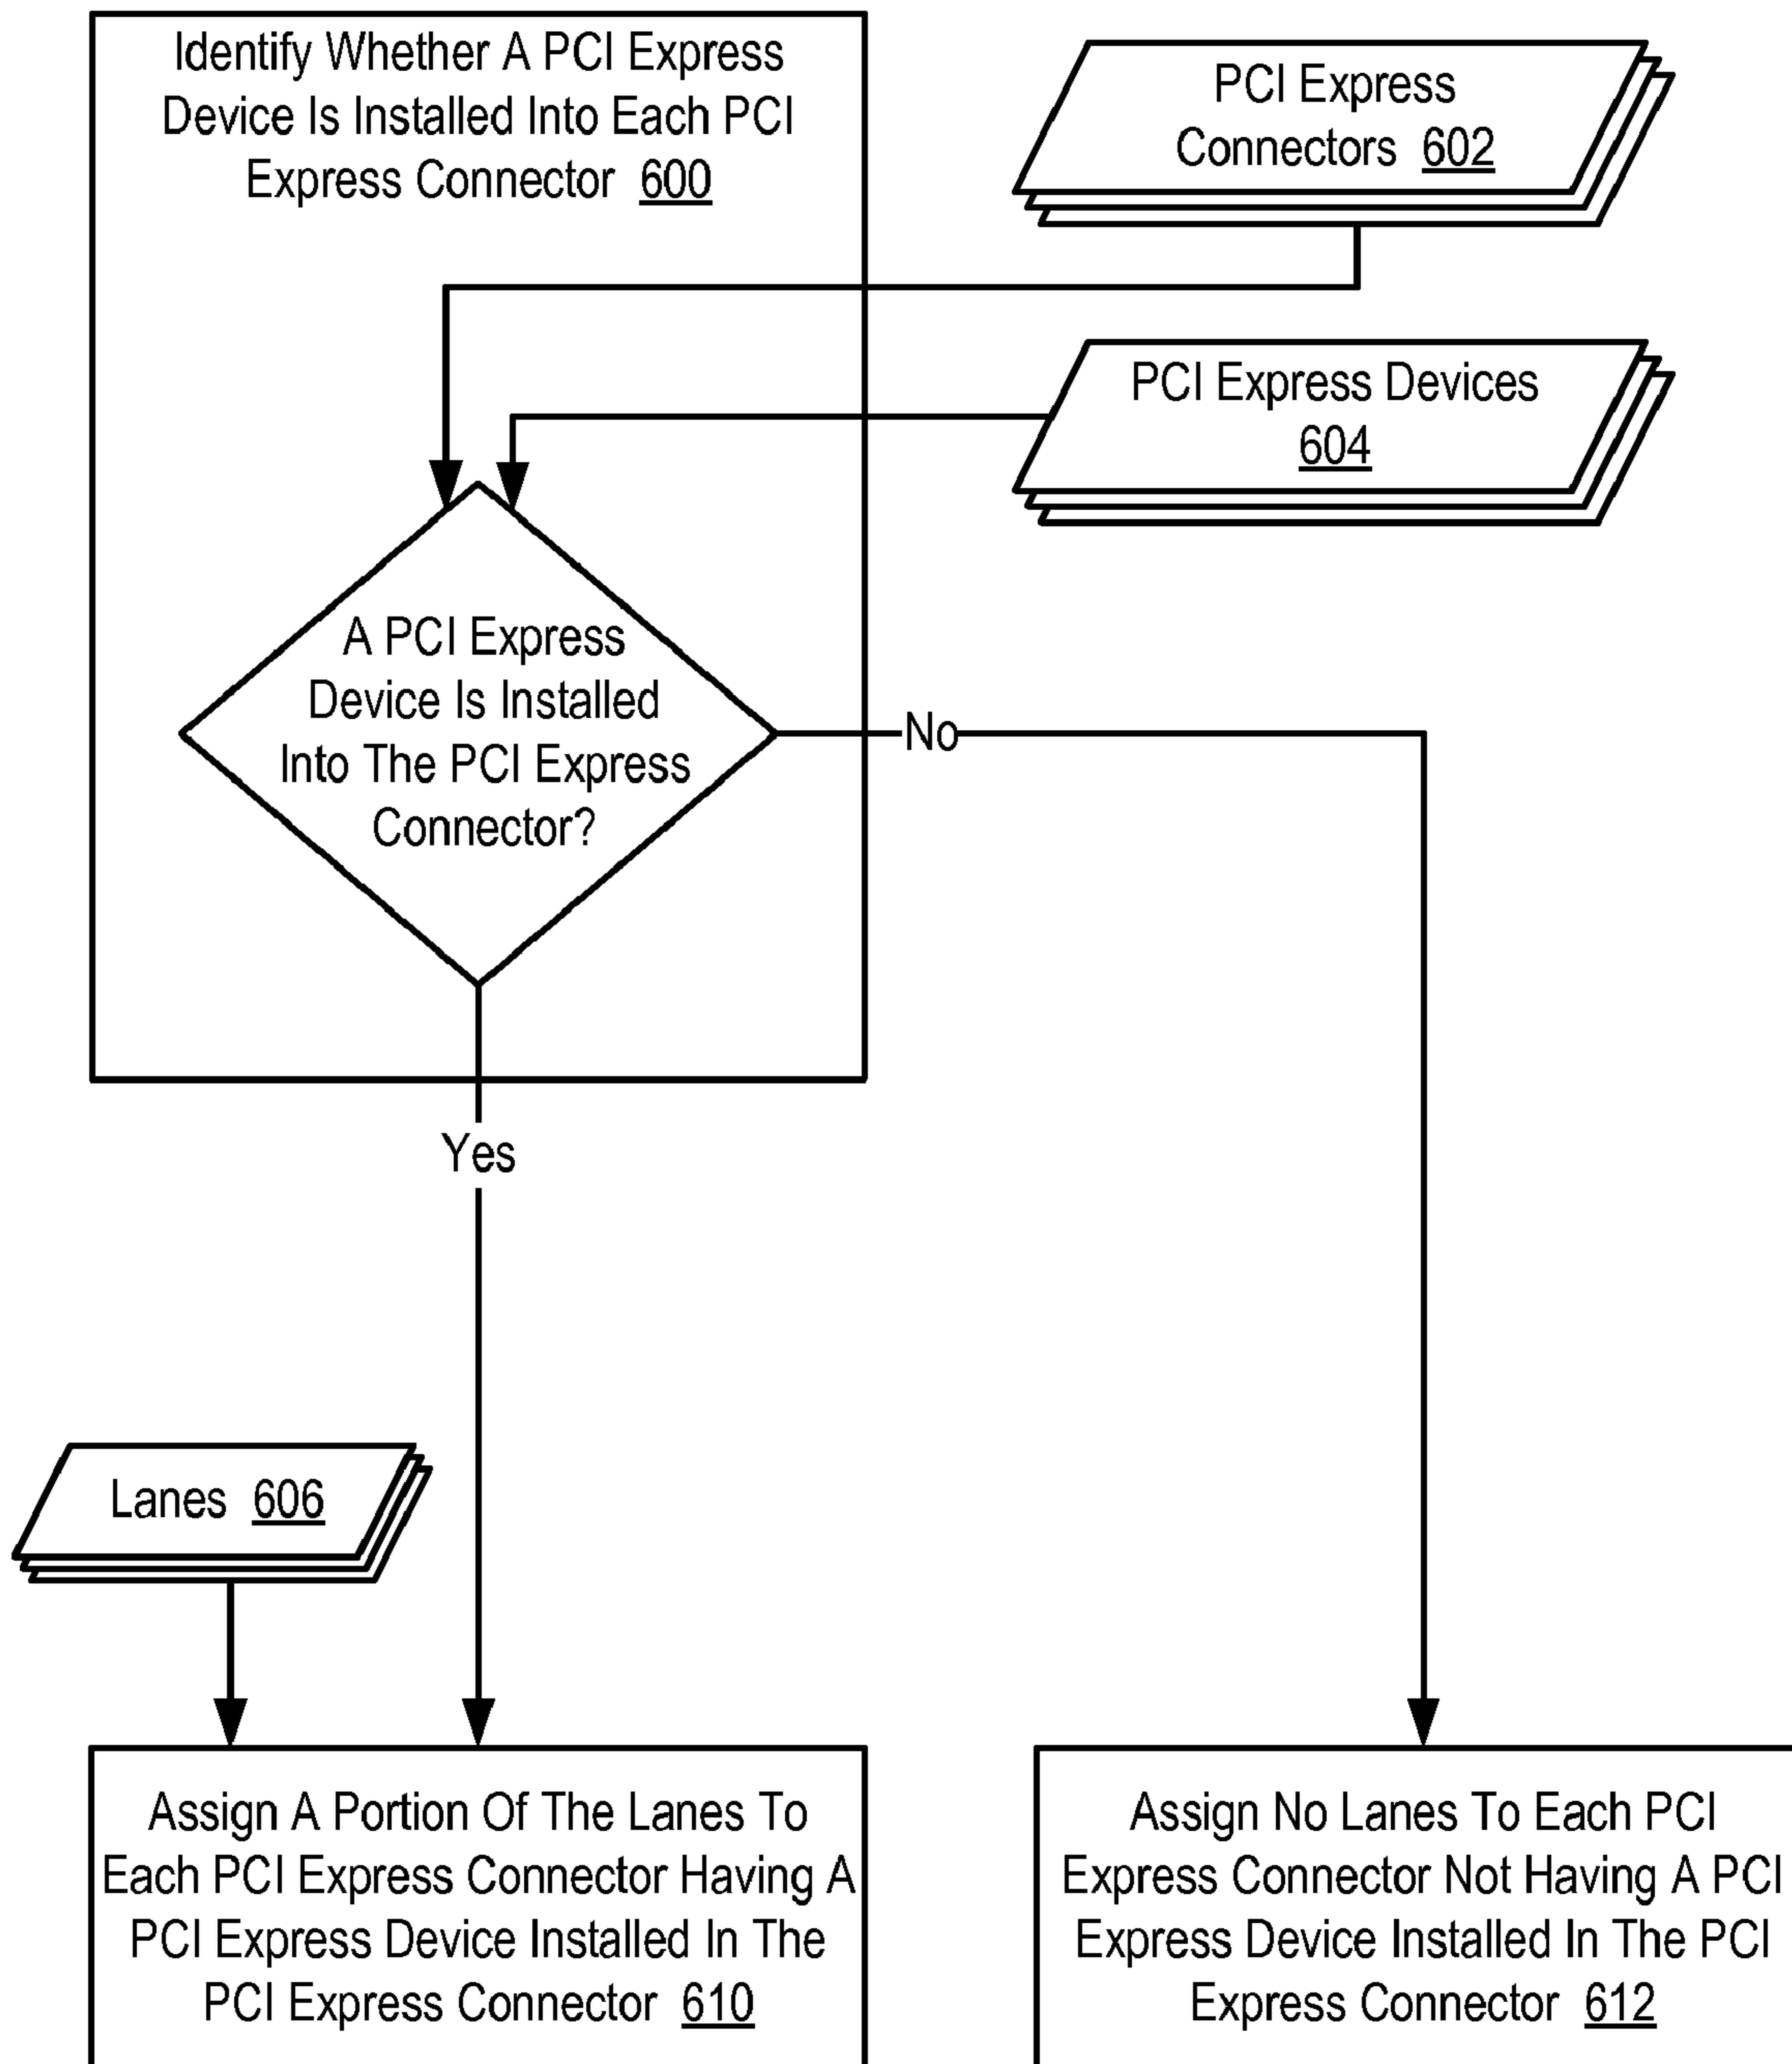 Identify Whether A PCI Express
Device Is Installed Into Each PCI
Express Connector 600
PCI Express
Connectors 602
PCI Express Devices
604
A PCI Express
Device Is Installed
Into The PCI Express
Connector?
No
Yes
Lanes 606
Assign A Portion Of The Lanes To
Each PCI Express Connector Having A
PCI Express Device Installed In The
PCI Express Connector 610
Assign No Lanes To Each PCI
Express Connector Not Having A PCI
Express Device Installed In The PCI
Express Connector 612